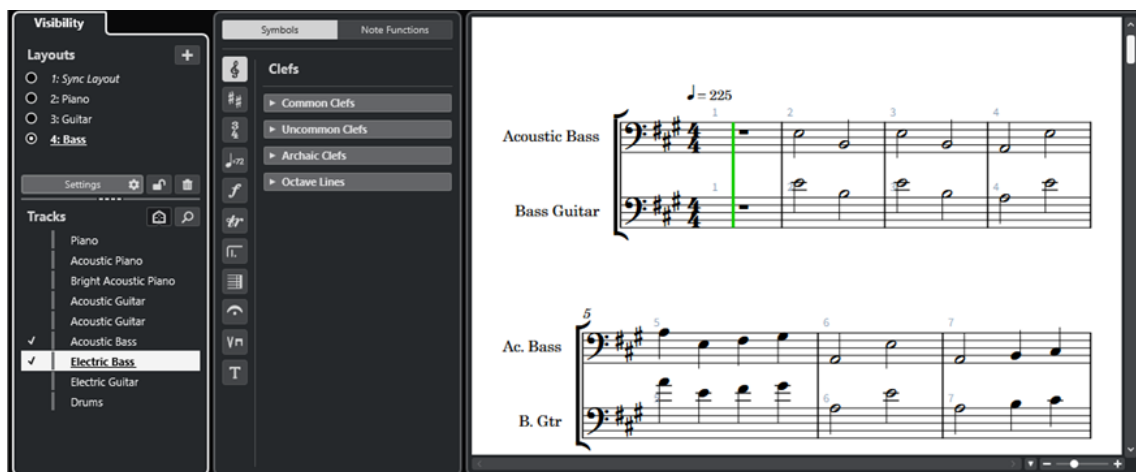 Visibility
Layouts
1: Sync Layout
2: Piano
3: Guitar
4: Bass
Settings
Tracks
Piano
Acoustic Piano
Bright Acoustic Piano
Acoustic Guitar
Acoustic Guitar
Acoustic Bass
Electric Bass
Electric Guitar
Drums
Symbols Note Functions
Clefs
Common Clefs
Uncommon Clefs
Archaic Clefs
Octave Lines
♩= 225
1 2 3 4
Acoustic Bass
1 2 3 4
Bass Guitar
5
5 6 7
Ac. Bass
6 7
B. Gtr